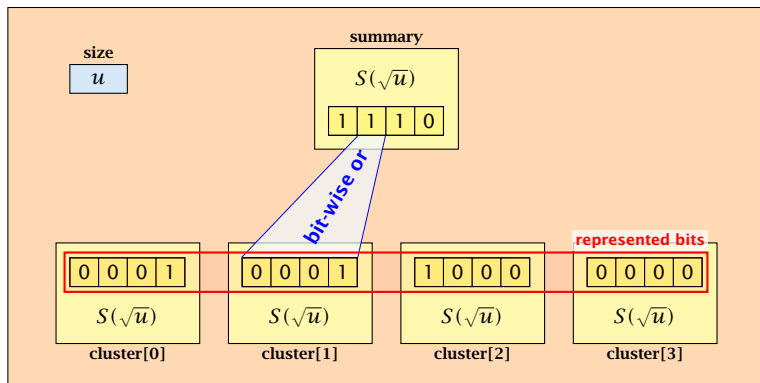 summary
size
u
S(√u)
1 1 1 0
bit-wise or
represented bits
0 0 0 1
0 0 0 1
1 0 0 0
0 0 0 0
S(√u)
S(√u)
S(√u)
S(√u)
cluster[0]
cluster[1]
cluster[2]
cluster[3]